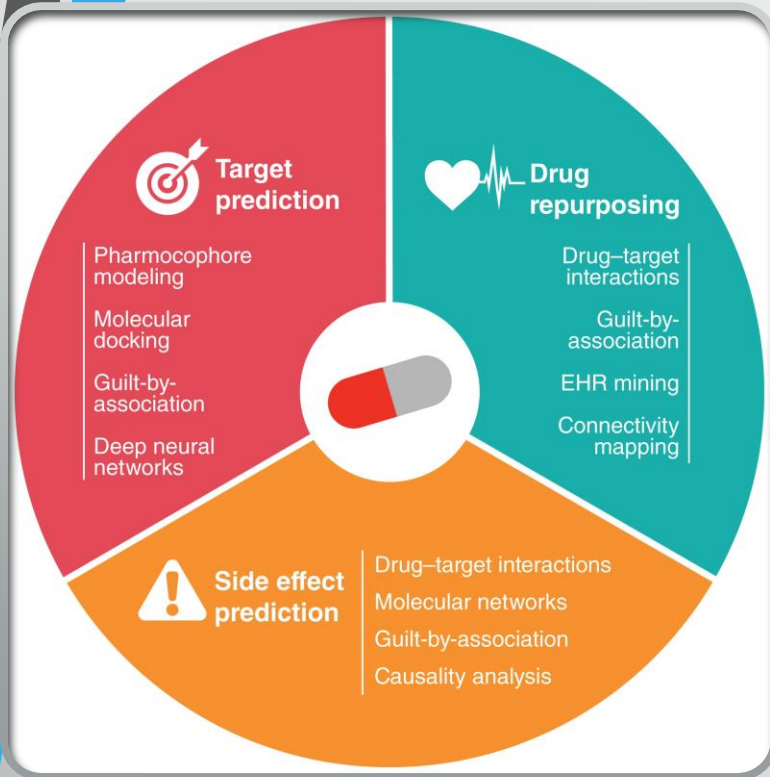 Target
prediction
Pharmocophore
modeling
Molecular
docking
Guilt-by-
association
Deep neural
networks
Drug
repurposing
Drug–target
interactions
Guilt-by-
association
EHR mining
Connectivity
mapping
Side effect
prediction
Drug–target interactions
Molecular networks
Guilt-by-association
Causality analysis